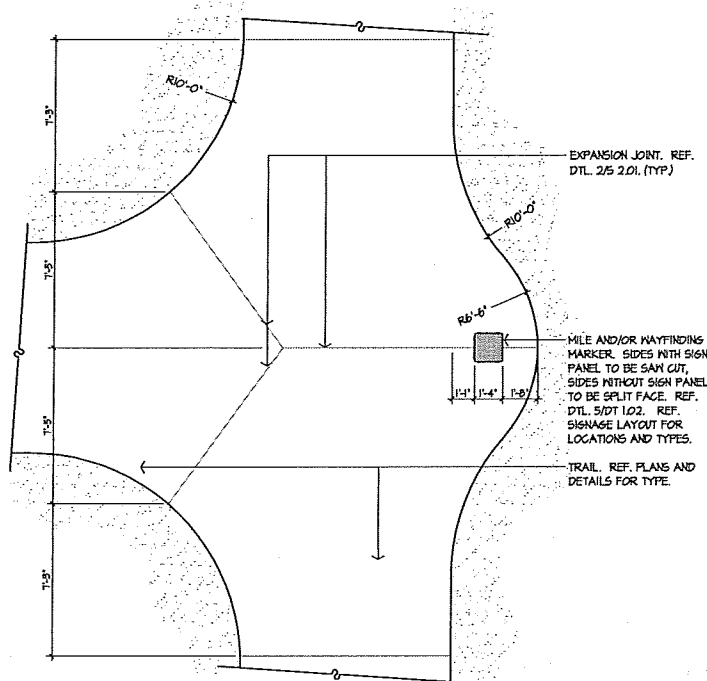 R10'-0"
7'-3"
EXPANSION JOINT. REF.
DTL. 2/S 2.01. (TYP.)
R10'-0"
7'-5"
R6'-6"
MILE AND/OR WAYFINDING
MARKER. SIDES WITH SIGN
PANEL TO BE SAW CUT,
SIDES WITHOUT SIGN PANEL
TO BE SPLIT FACE. REF.
DTL. 5/DT 1.02. REF.
SIGNAGE LAYOUT FOR
LOCATIONS AND TYPES.
1'-1"
1'-4"
1'-8"
7'-5"
TRAIL. REF. PLANS AND
DETAILS FOR TYPE.
7'-3"